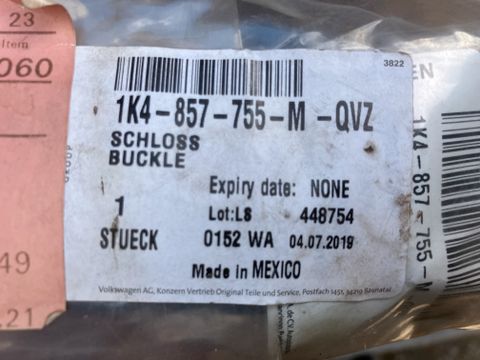 23
060
49
.21
3822
1K4-857-755-M -QVZ
SCHLOSS
BUCKLE
Expiry date: NONE
1
Lot:LS 448754
STUECK 0152 WA 04.07.2019
Made in MEXICO
Volkswagen AG, Konzern Vertrieb Original Teile und Service, Postfach 1451, 34219 Baunatal
EN
1K4-857-755-M